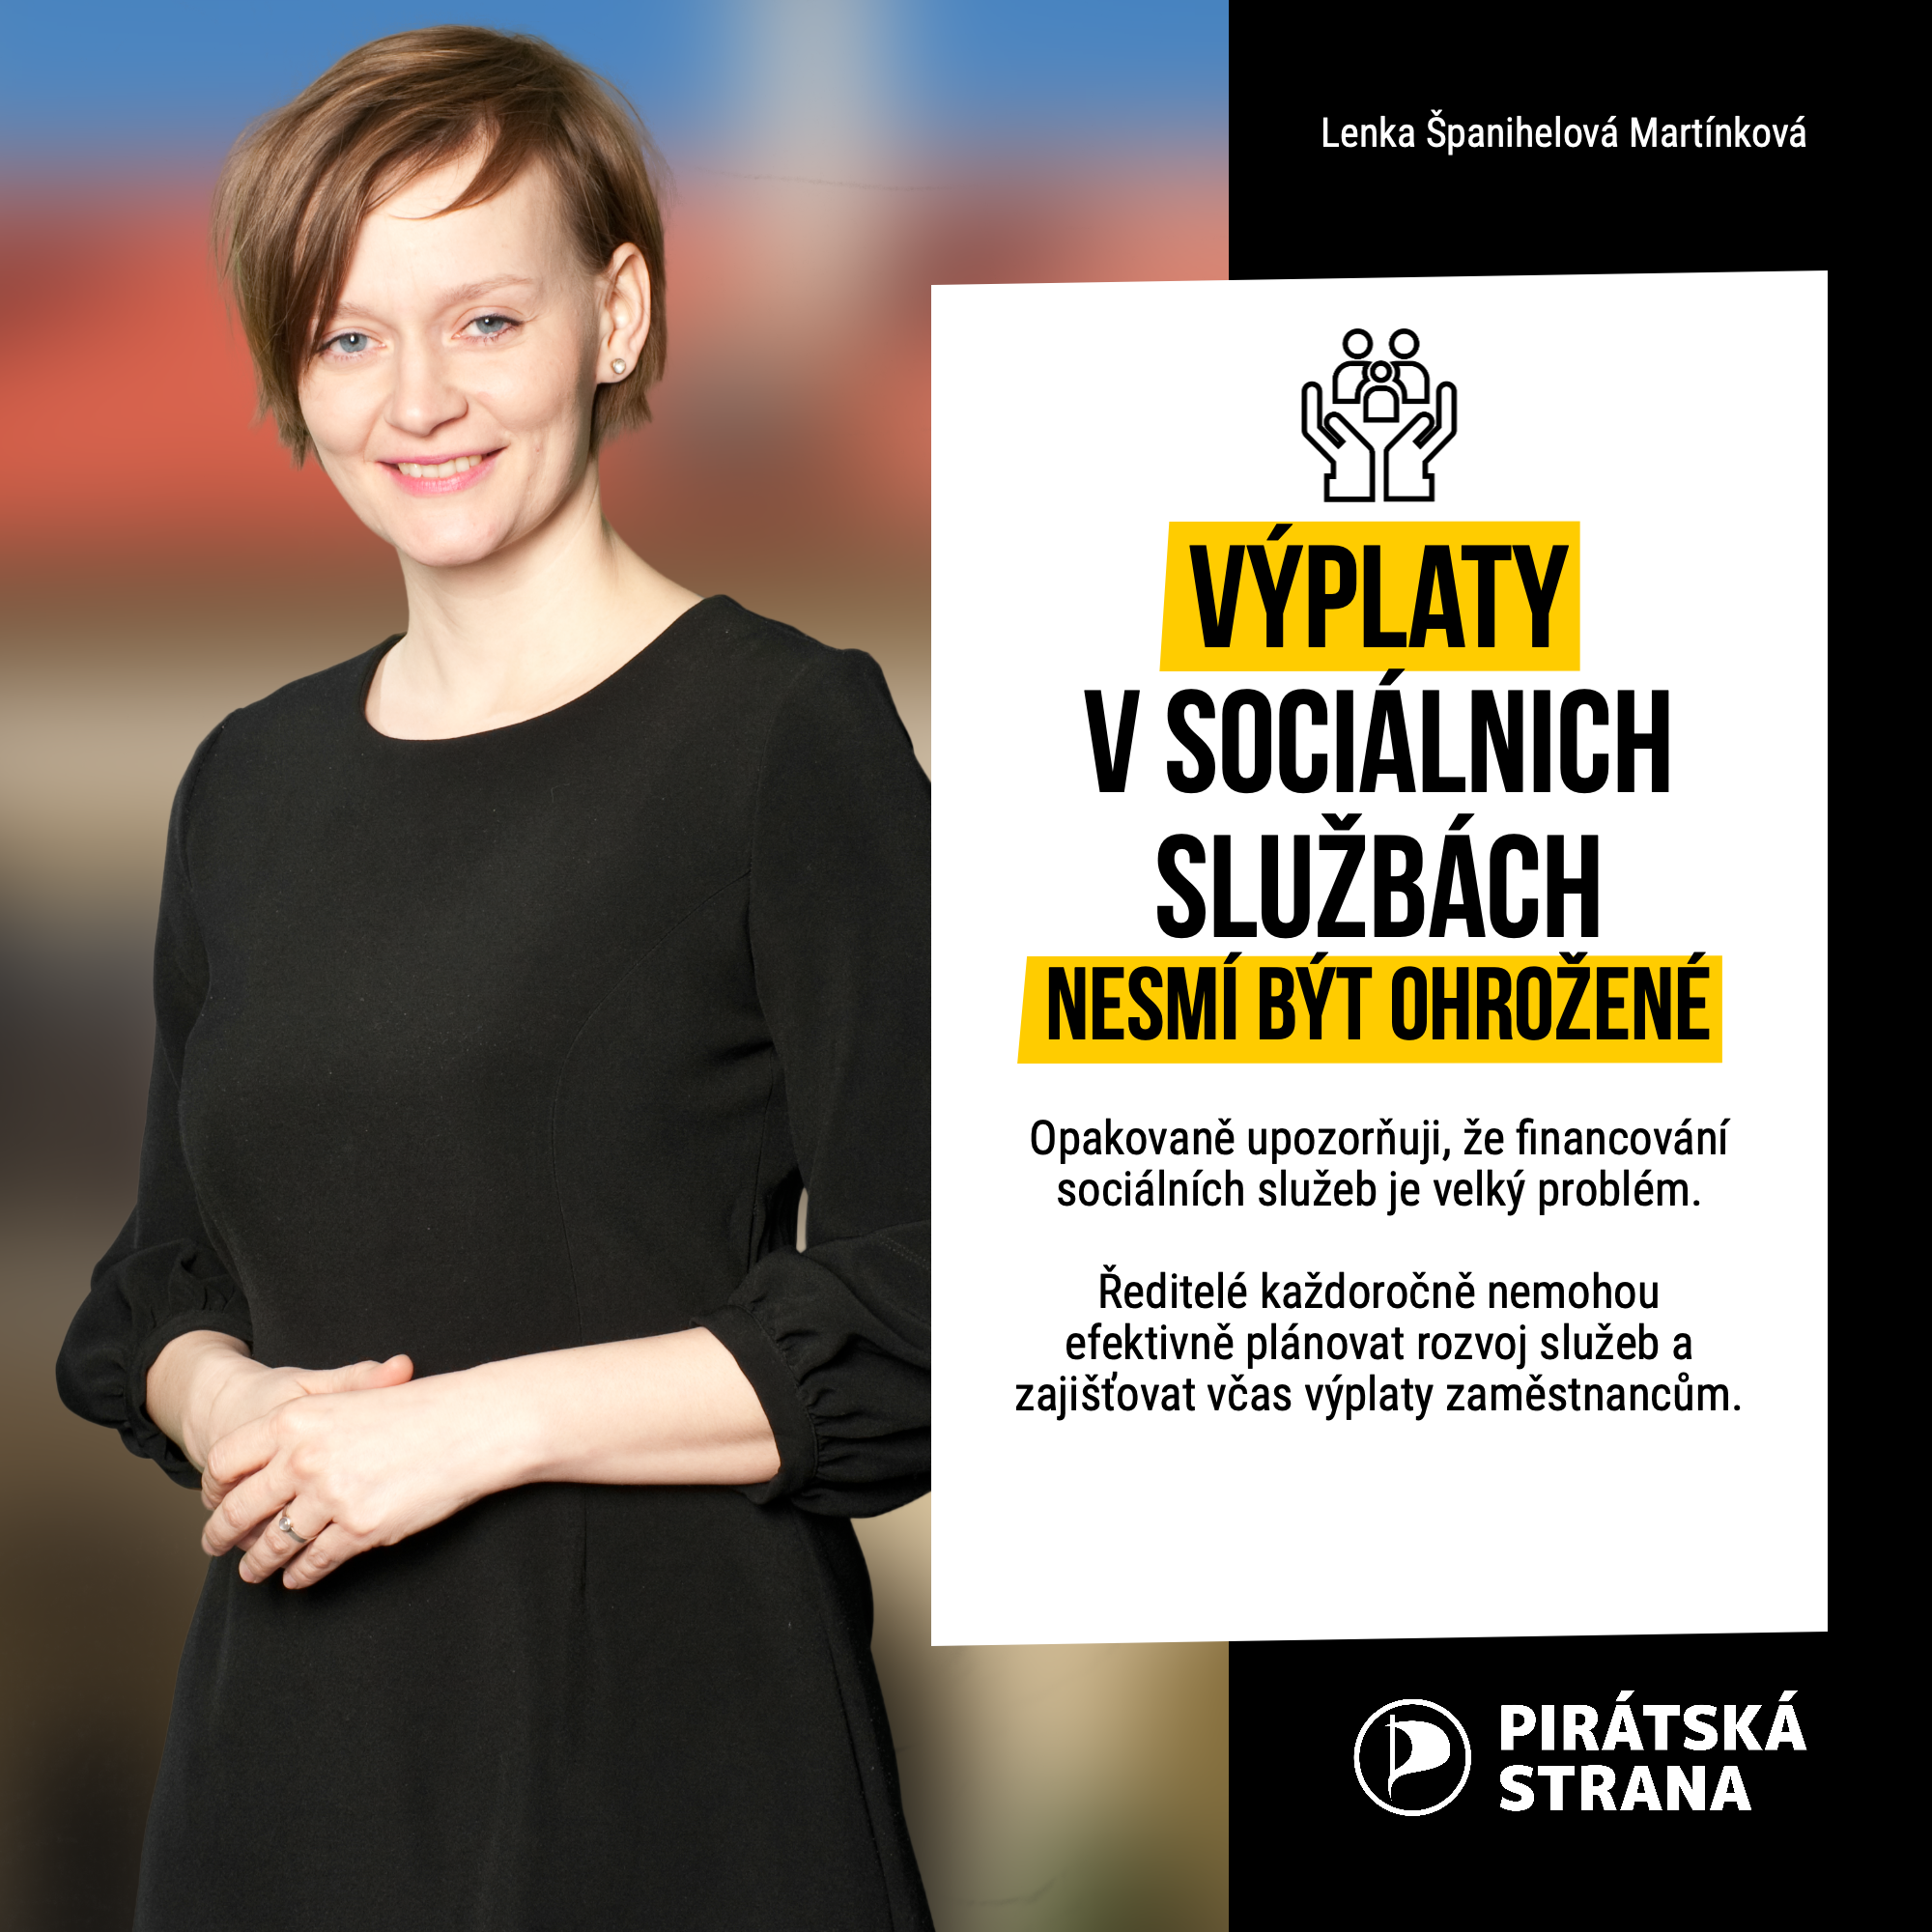 Lenka Španihelová Martínková
VÝPLATY
V SOCIÁLNICH
SLUŽBÁCH
NESMÍ BÝT OHROŽENÉ
Opakovaně upozorňuji, že financování
sociálních služeb je velký problém.
Ředitelé každoročně nemohou
efektivně plánovat rozvoj služeb a
zajišťovat včas výplaty zaměstnancům.
PIRÁTSKÁ
STRANA